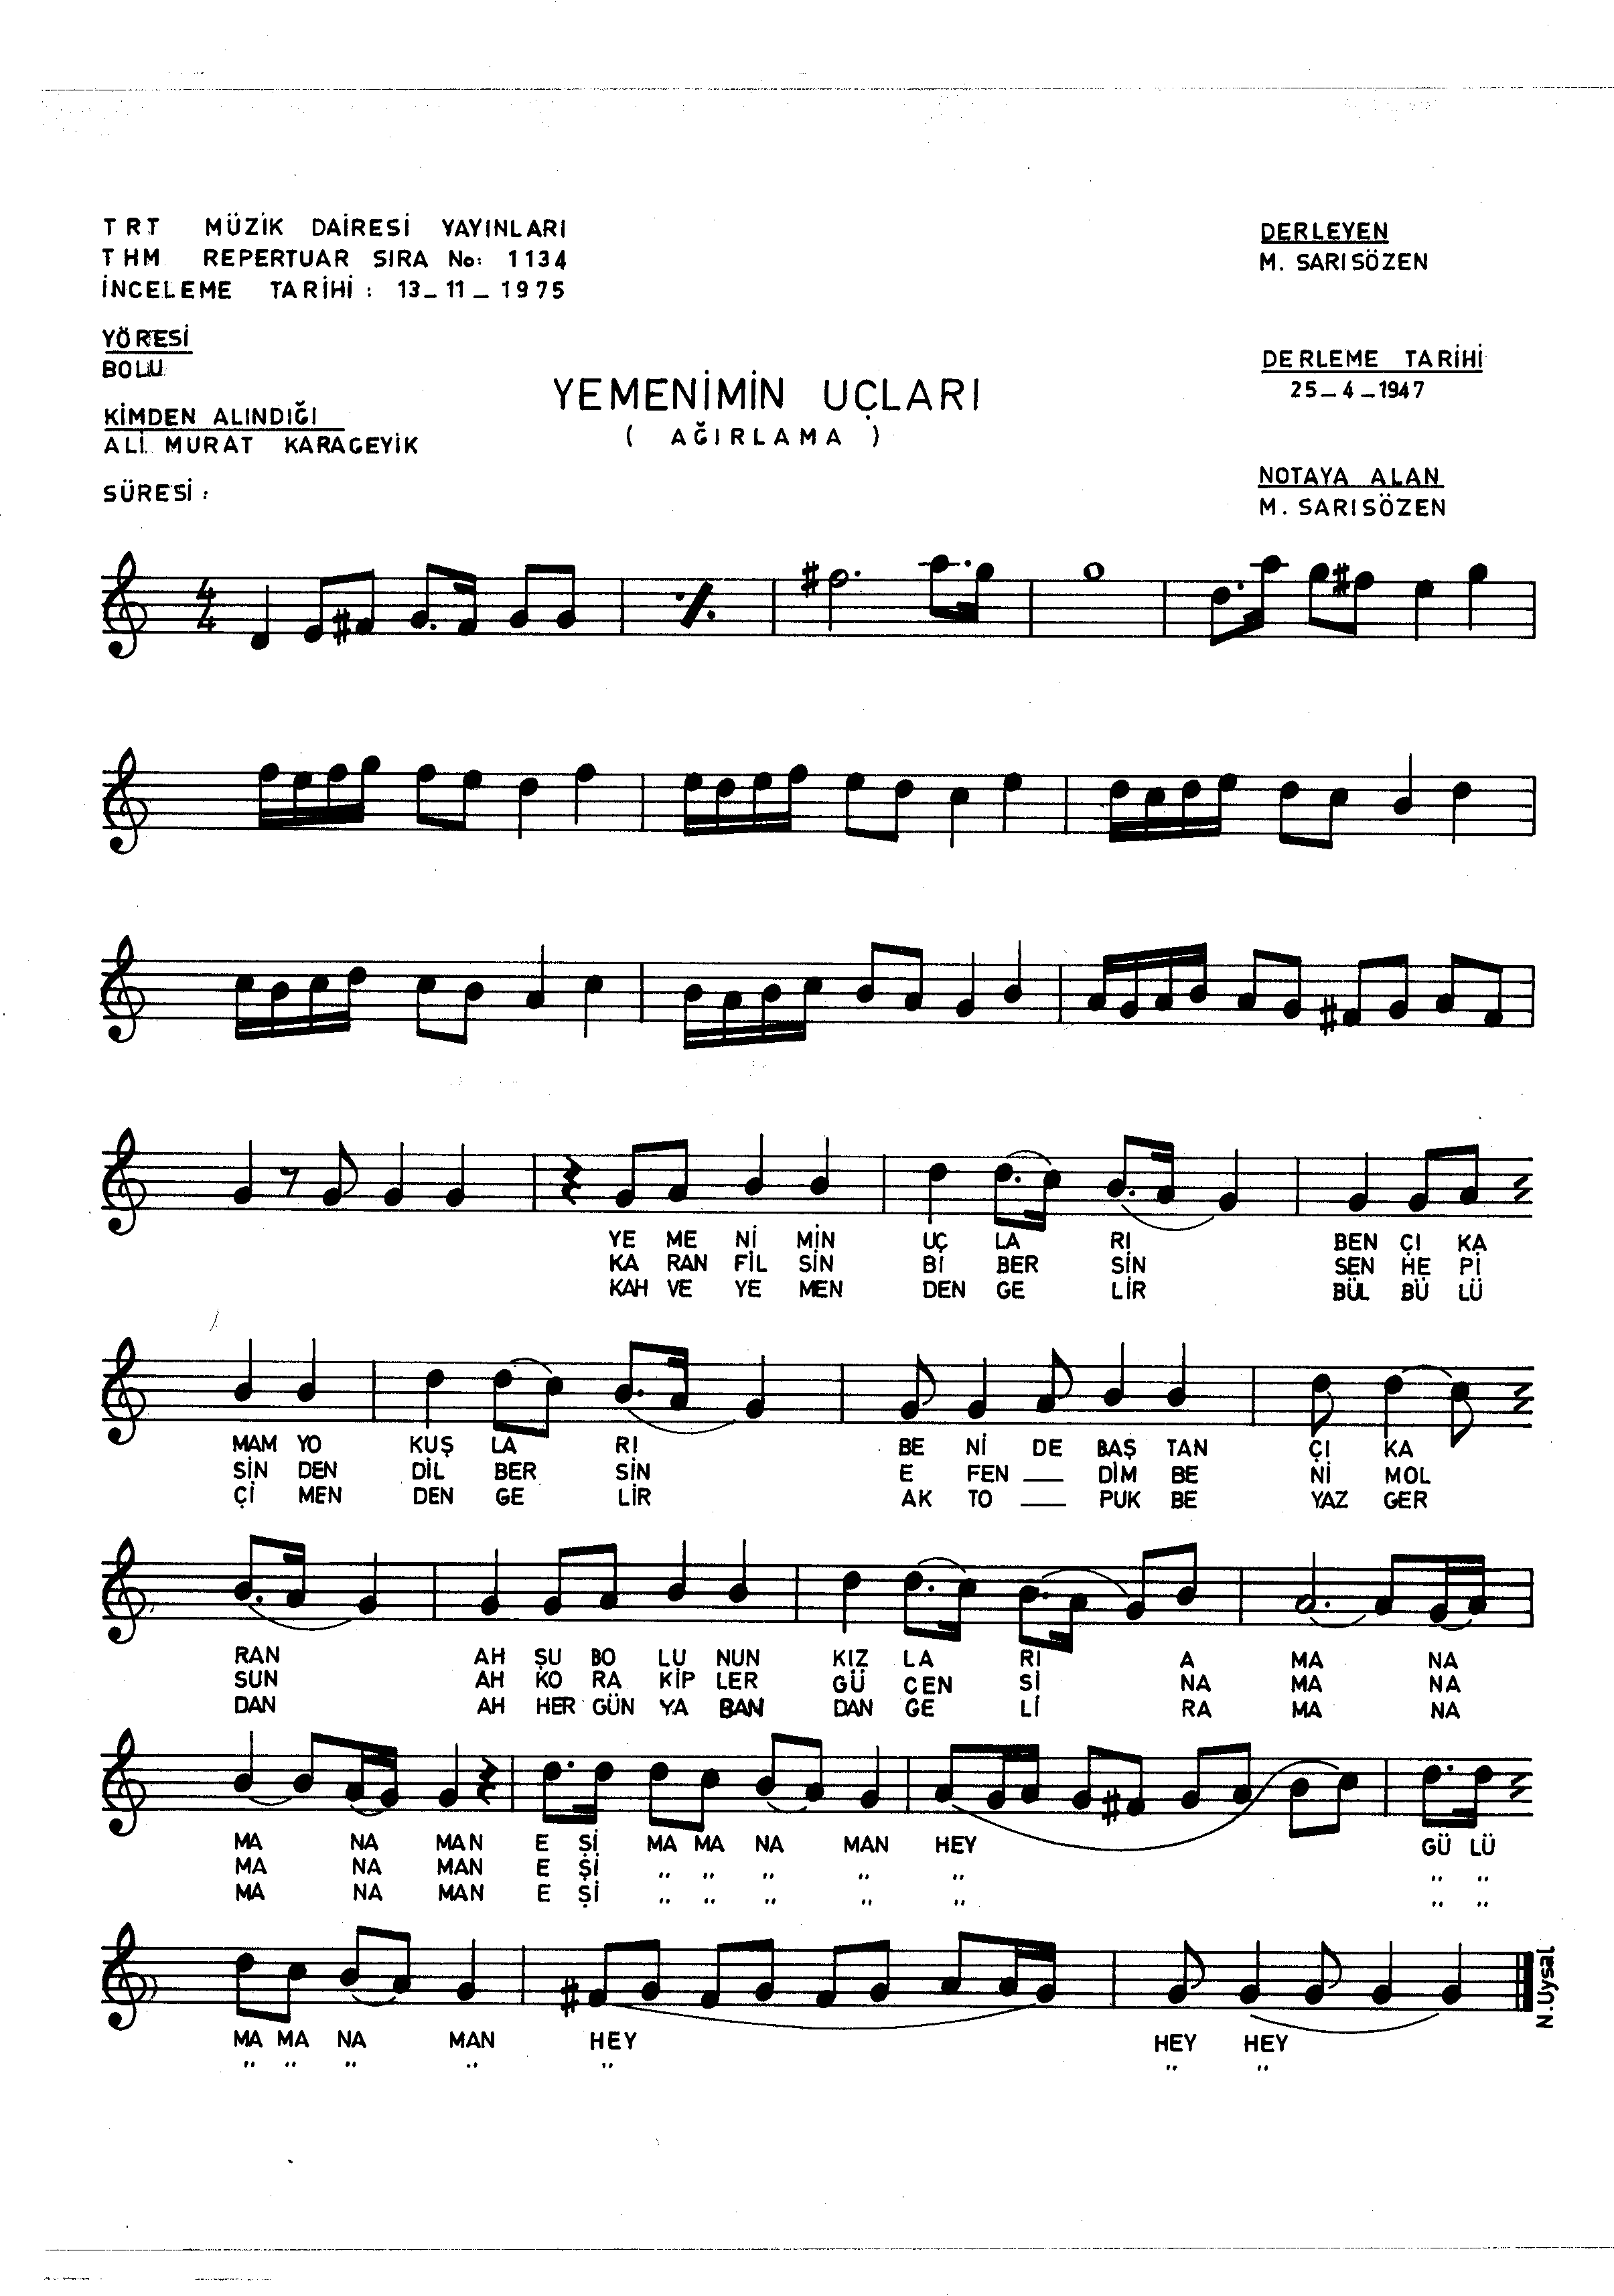 TRT MÜZİK DAİRESİ YAYINLARI
THM REPERTUAR SIRA No: 1134
İNCELEME TARİHİ : 13_11_1975
DERLEYEN
M. SARISÖZEN
YÖRESİ
BOLU
DERLEME TARİHİ
25_4_1947
YEMENİMİN UÇLARI
( AĞIRLAMA )
KİMDEN ALINDIĞI
ALİ MURAT KARAGEYİK
SÜRESİ :
NOTAYA ALAN
M. SARISÖZEN
4
4
YE ME Nİ MİN UÇ LA RI BEN ÇI KA
KA RAN FİL SİN Bİ BER SİN SEN HE Pİ
KAH VE YE MEN DEN GE LİR BÜL BÜ LÜ
MAM YO KUŞ LA RI BE Nİ DE BAŞ TAN ÇI KA
SİN DEN DİL BER SİN E FEN __ DİM BE Nİ MOL
Çİ MEN DEN GE LİR AK TO __ PUK BE YAZ GER
RAN AH ŞU BO LU NUN KIZ LA RI A MA NA
SUN AH KO RA KİP LER GÜ CEN Sİ NA MA NA
DAN AH HER GÜN YA BAN DAN GE Lİ RA MA NA
MA NA MAN E Şİ MA MA NA MAN HEY GÜ LÜ
MA NA MAN E Şİ ,, ,, ,, ,, ,, ,, ,,
MA NA MAN E Şİ ,, ,, ,, ,, ,, ,, ,,
MA MA NA MAN HEY HEY HEY
,, ,, ,, ,, ,, ,, ,,
N.Uysal